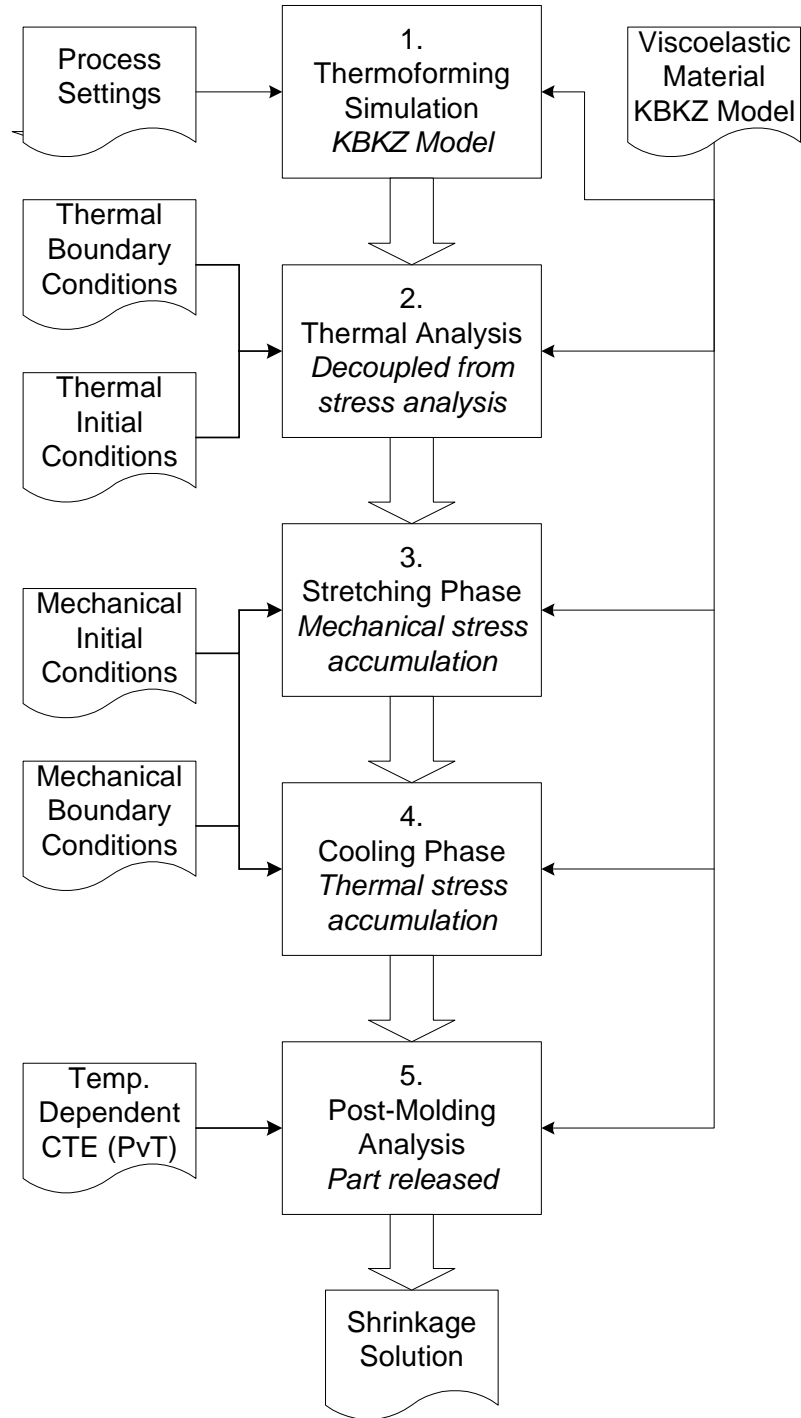 Process
Settings
1.
Thermoforming
Simulation
KBKZ Model
Viscoelastic
Material
KBKZ Model
Thermal
Boundary
Conditions
Thermal
Initial
Conditions
2.
Thermal Analysis
Decoupled from
stress analysis
Mechanical
Initial
Conditions
3.
Stretching Phase
Mechanical stress
accumulation
Mechanical
Boundary
Conditions
4.
Cooling Phase
Thermal stress
accumulation
Temp.
Dependent
CTE (PvT)
5.
Post-Molding
Analysis
Part released
Shrinkage
Solution